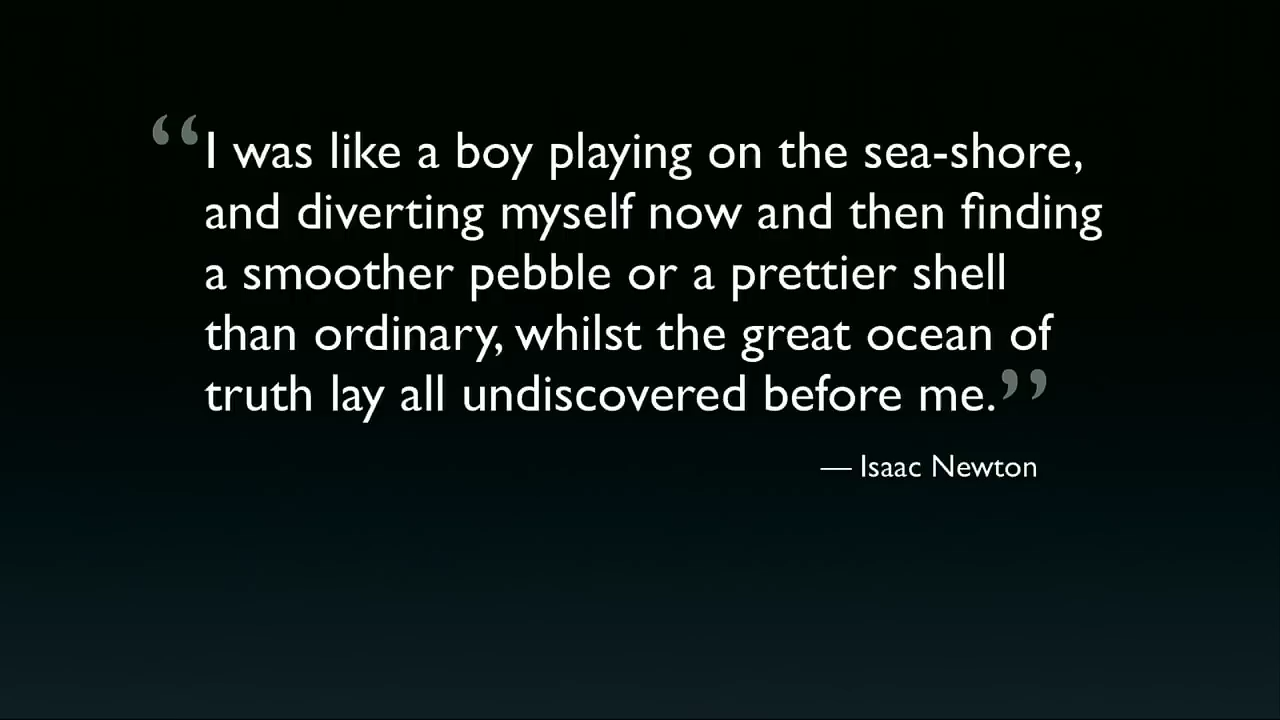 “I was like a boy playing on the sea-shore,
and diverting myself now and then finding
a smoother pebble or a prettier shell
than ordinary, whilst the great ocean of
truth lay all undiscovered before me.”
— Isaac Newton